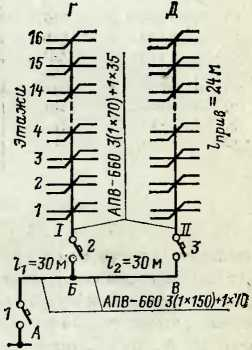 Г
Д
16
15
14
4
3
2
1
Этажи
АПВ-660 3(1×70)+1×35
lприв = 24 м
I
II
2
3
l₁=30 м
l₂=30 м
Б
В
1
А
АПВ-660 3(1×150)+1×70